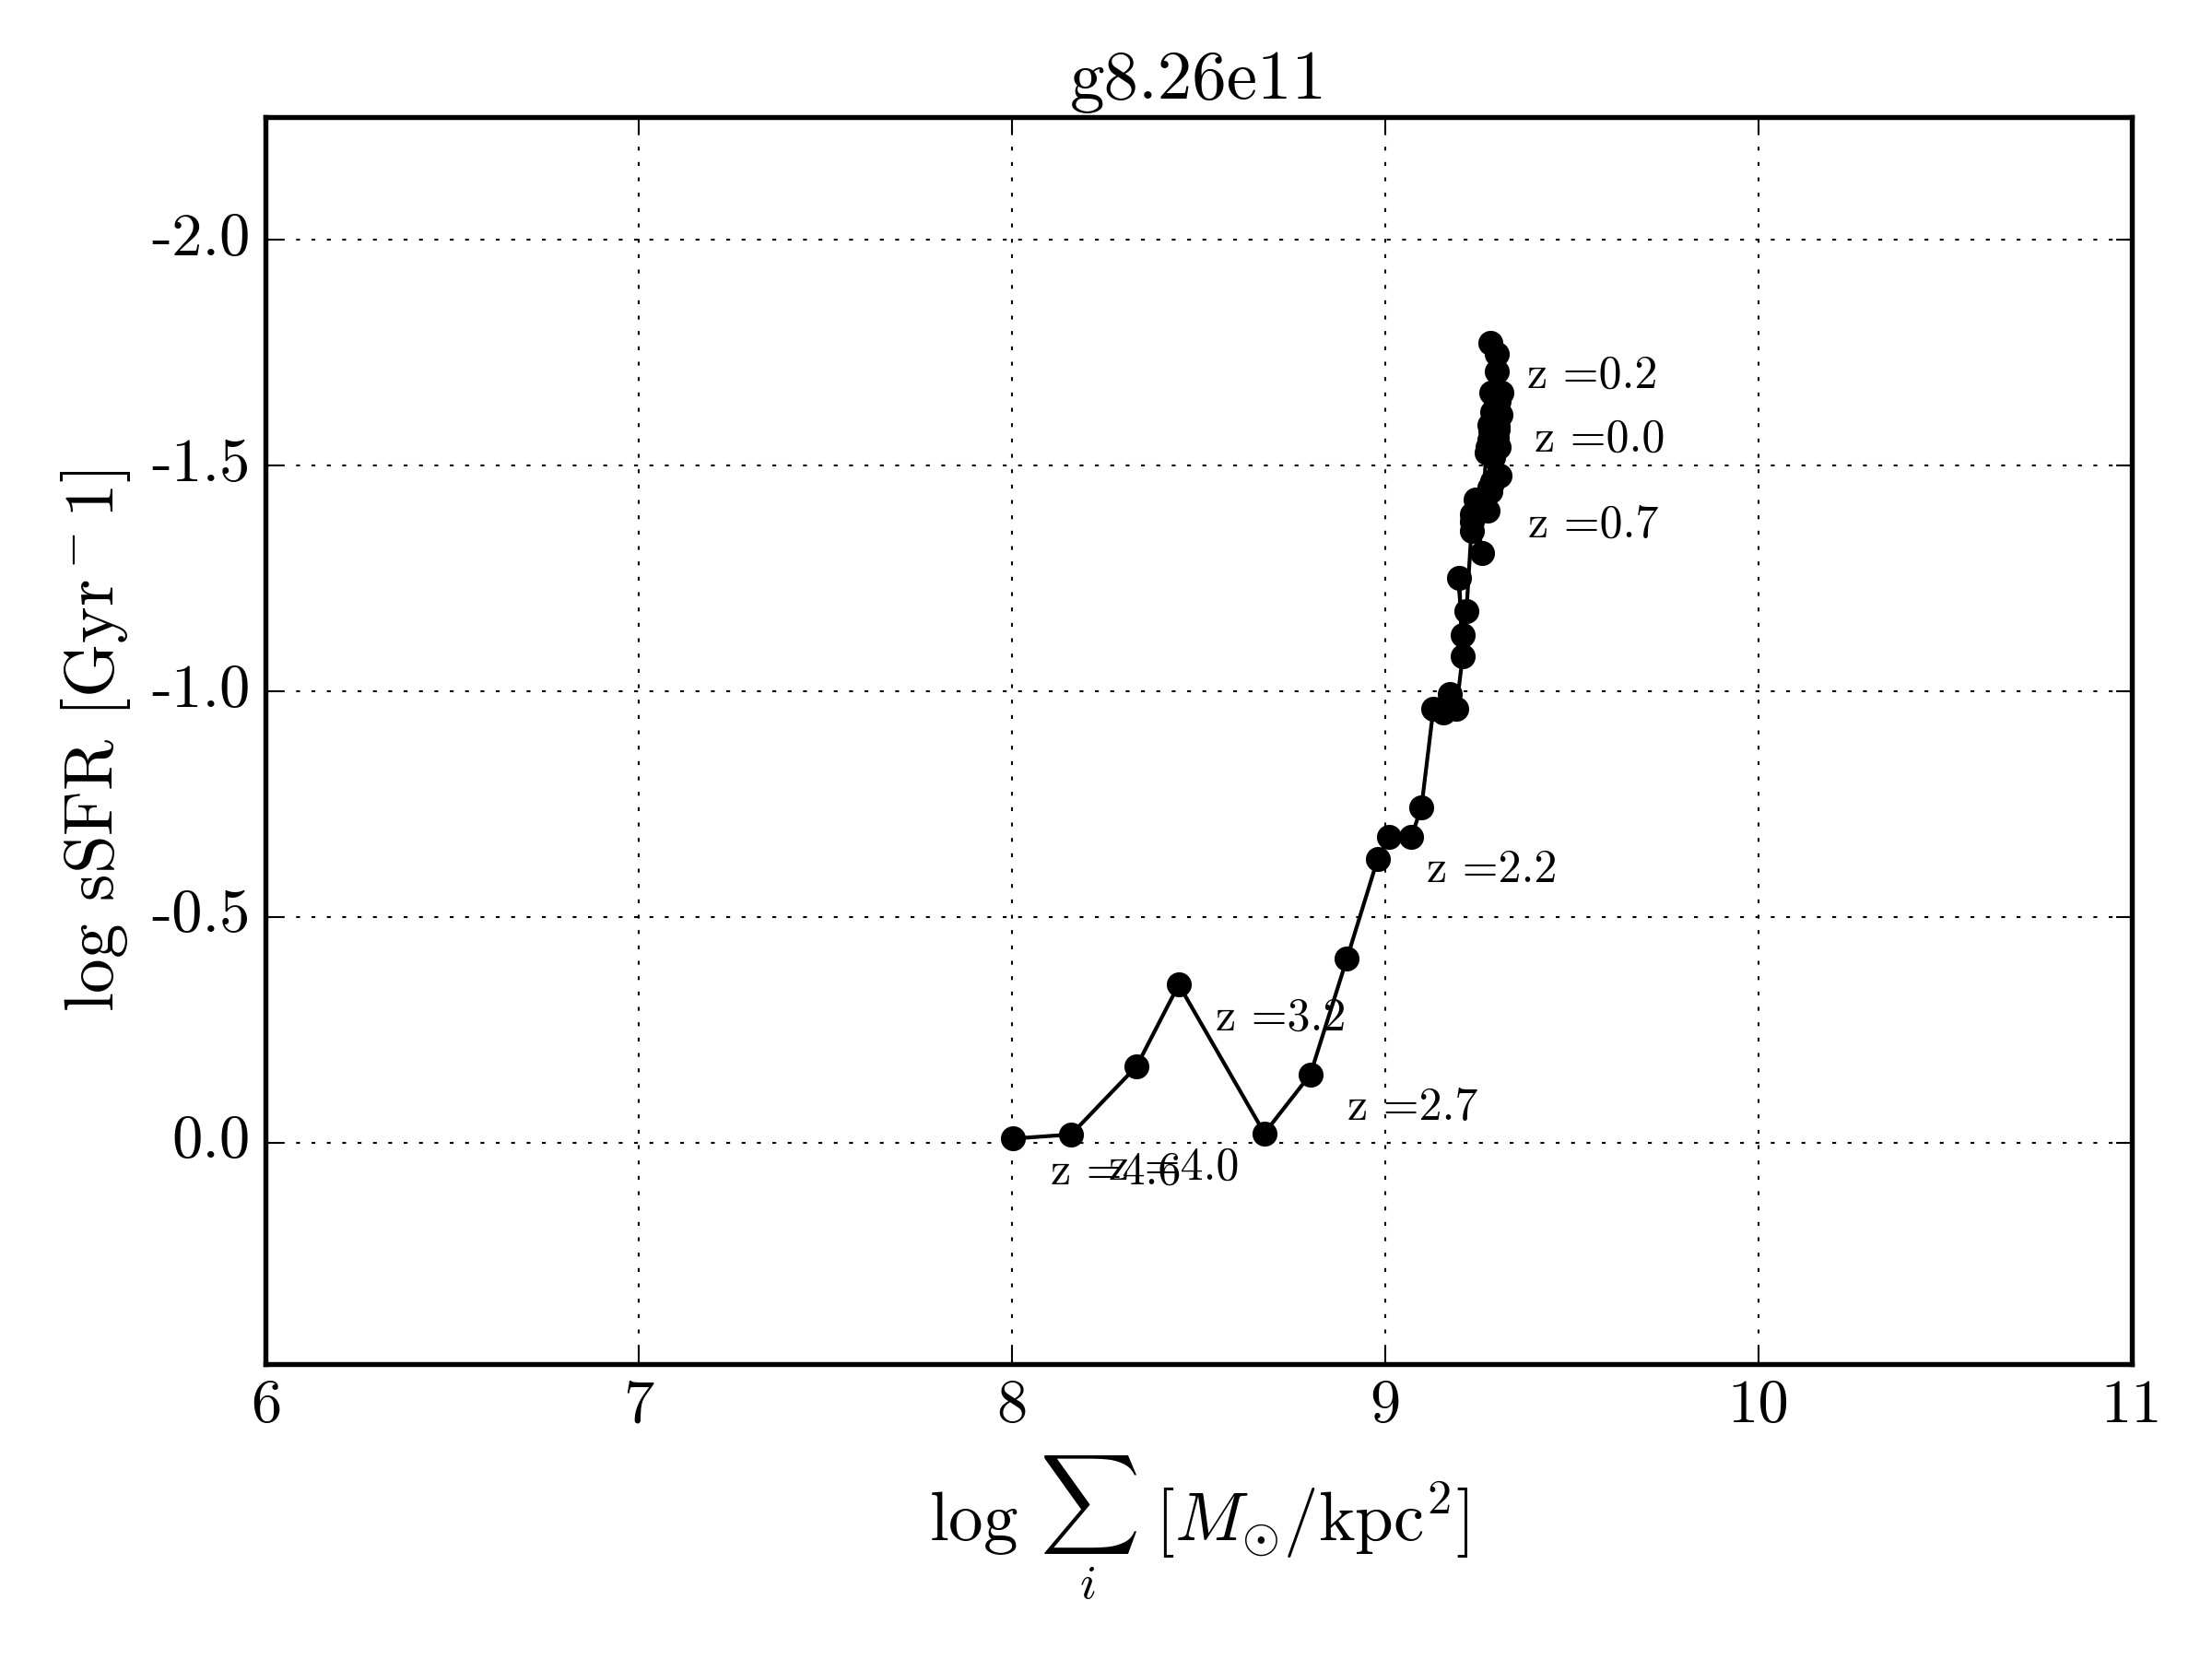 g8.26e11
-2.0
-1.5
-1.0
-0.5
0.0
log sSFR [Gyr⁻1]
z =0.2
z =0.0
z =0.7
z =2.2
z =3.2
z =2.7
z =4.6
z =4.0
6 7 8 9 10 11
log ∑i [M⊙/kpc²]